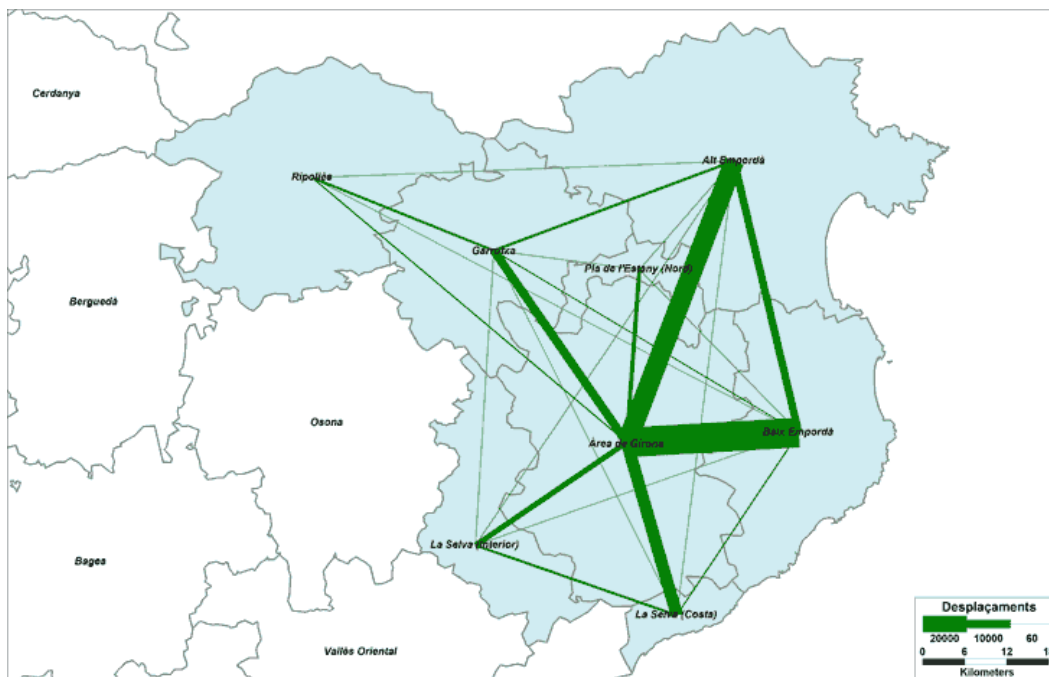 Cerdanya
Alt Empordà
Ripollès
Garrotxa
Pla de l'Estany (Nord)
Berguedà
Osona
Baix Empordà
Àrea de Girona
La Selva (Interior)
Bages
La Selva (Costa)
Vallès Oriental
Desplaçaments
20000 10000 60
0 6 12
Kilometers